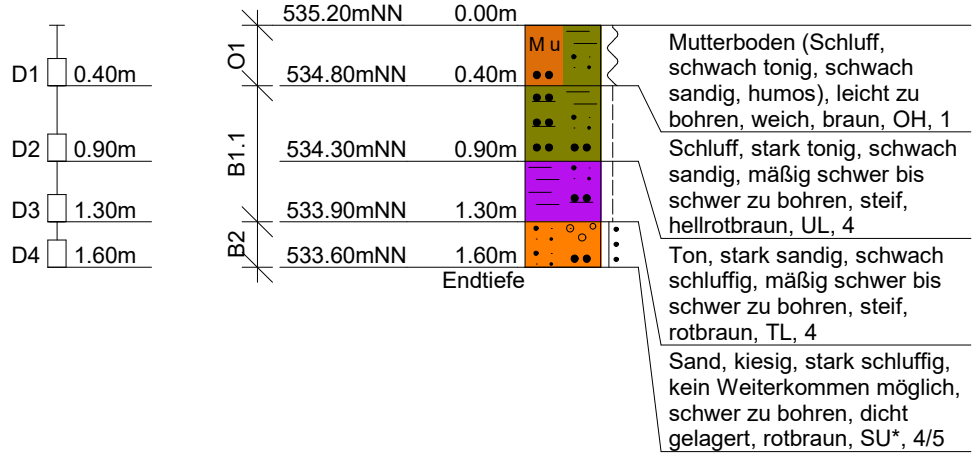 535.20mNN 0.00m
O1
Mu
D1 0.40m
534.80mNN 0.40m
B1.1
D2 0.90m
534.30mNN 0.90m
D3 1.30m
533.90mNN 1.30m
B2
D4 1.60m
533.60mNN 1.60m
Endtiefe
Mutterboden (Schluff,
schwach tonig, schwach
sandig, humos), leicht zu
bohren, weich, braun, OH, 1
Schluff, stark tonig, schwach
sandig, mäßig schwer bis
schwer zu bohren, steif,
hellrotbraun, UL, 4
Ton, stark sandig, schwach
schluffig, mäßig schwer bis
schwer zu bohren, steif,
rotbraun, TL, 4
Sand, kiesig, stark schluffig,
kein Weiterkommen möglich,
schwer zu bohren, dicht
gelagert, rotbraun, SU*, 4/5